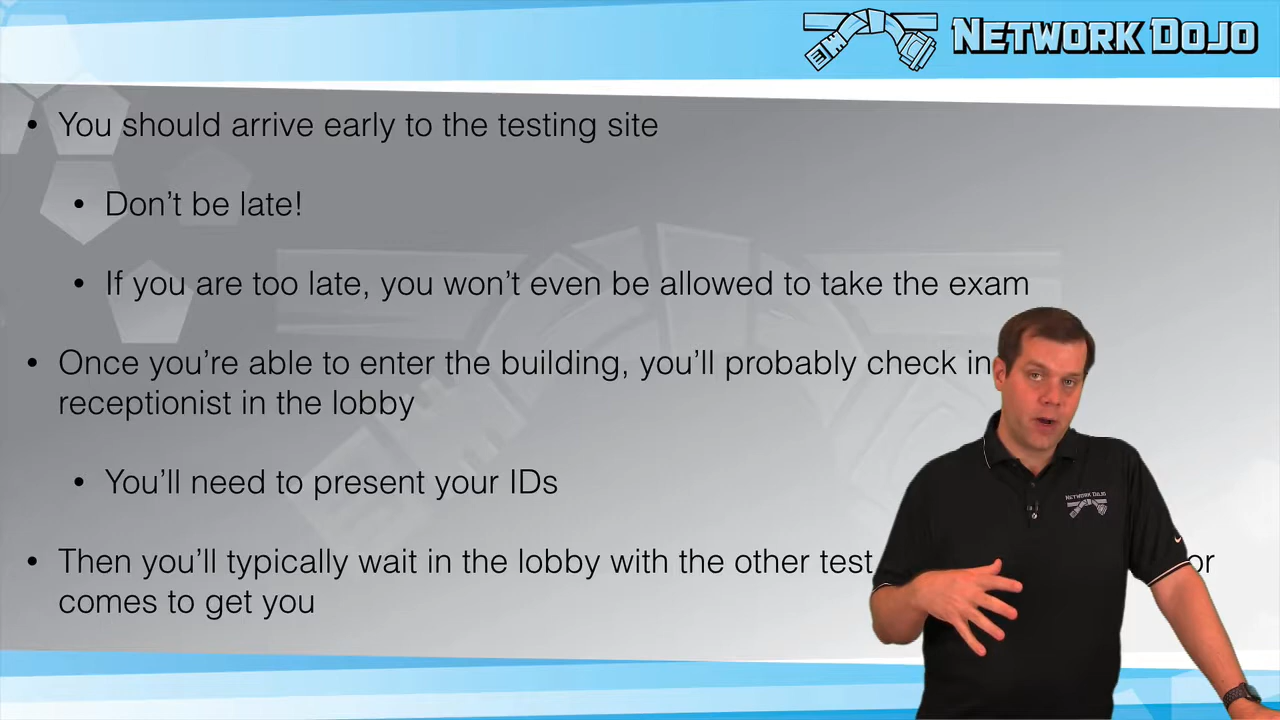 NETWORK DOJO
• You should arrive early to the testing site
• Don't be late!
• If you are too late, you won't even be allowed to take the exam
• Once you're able to enter the building, you'll probably check in
receptionist in the lobby
• You'll need to present your IDs
• Then you'll typically wait in the lobby with the other test or
comes to get you
NETWORK DOJO